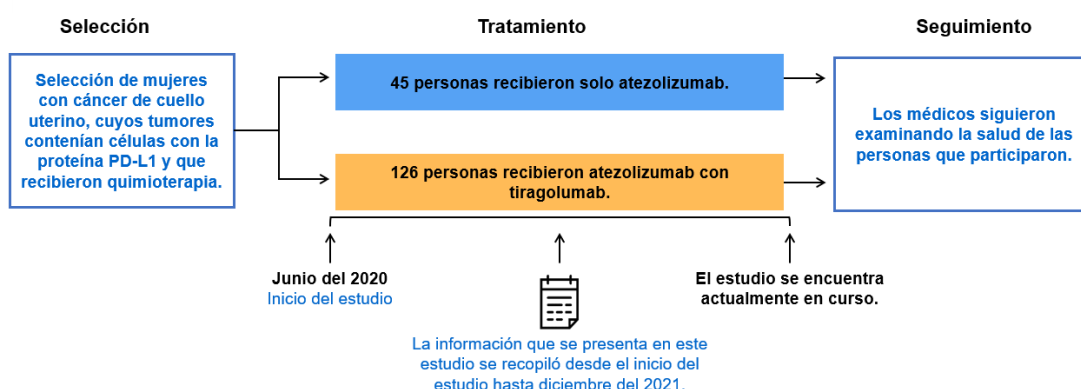 Selección
Tratamiento
Seguimiento
Selección de mujeres
con cáncer de cuello
uterino, cuyos tumores
contenían células con la
proteína PD-L1 y que
recibieron quimioterapia.
45 personas recibieron solo atezolizumab.
126 personas recibieron atezolizumab con
tiragolumab.
Los médicos siguieron
examinando la salud de las
personas que participaron.
Junio del 2020
Inicio del estudio
El estudio se encuentra
actualmente en curso.
La información que se presenta en este
estudio se recopiló desde el inicio del
estudio hasta diciembre del 2021.